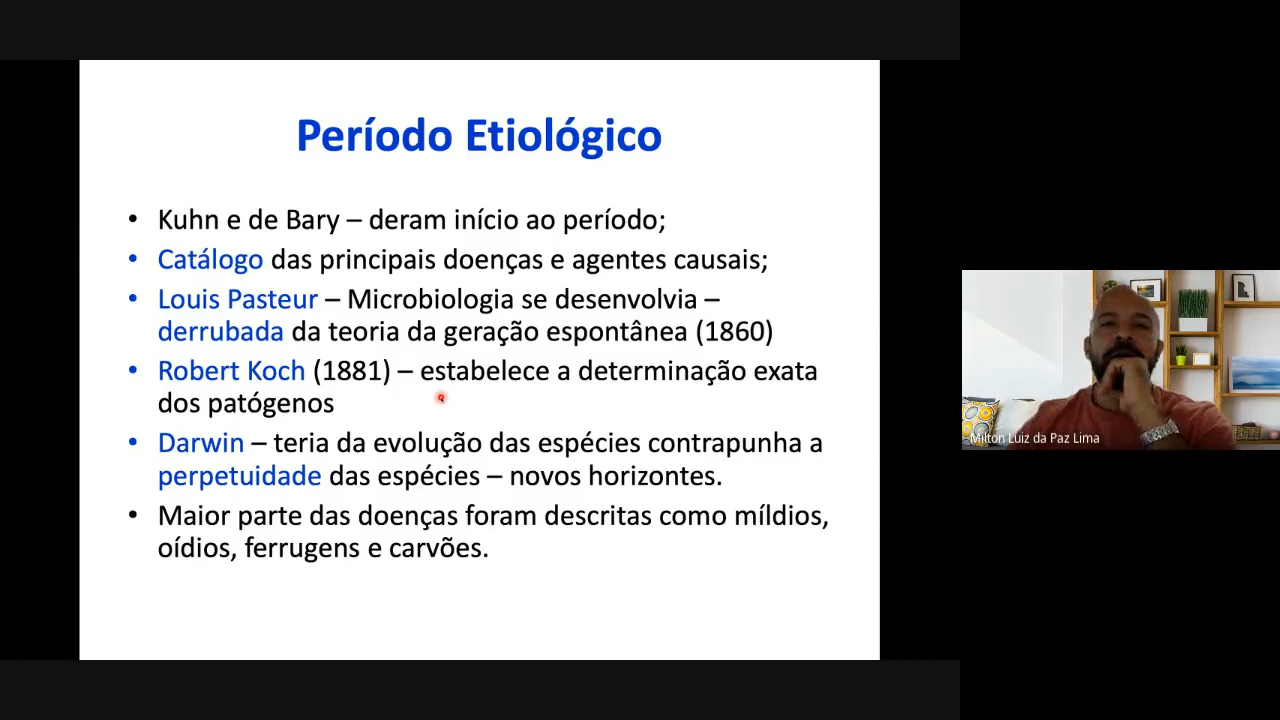 Período Etiológico
• Kuhn e de Bary – deram início ao período;
• Catálogo das principais doenças e agentes causais;
• Louis Pasteur – Microbiologia se desenvolvia –
derrubada da teoria da geração espontânea (1860)
• Robert Koch (1881) – estabelece a determinação exata
dos patógenos
• Darwin – teria da evolução das espécies contrapunha a
perpetuidade das espécies – novos horizontes.
• Maior parte das doenças foram descritas como míldios,
oídios, ferrugens e carvões.
Milton Luiz da Paz Lima